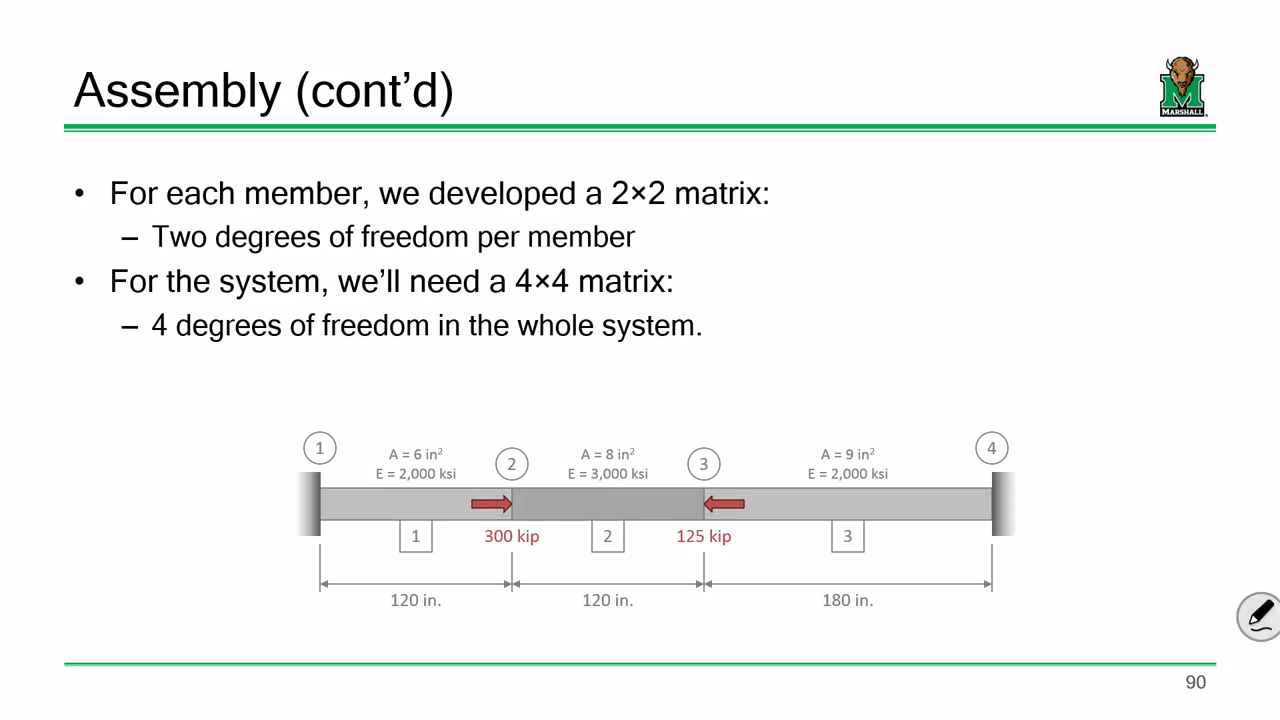 Assembly (cont’d)
MARSHALL
• For each member, we developed a 2×2 matrix:
– Two degrees of freedom per member
• For the system, we’ll need a 4×4 matrix:
– 4 degrees of freedom in the whole system.
1
A = 6 in²
E = 2,000 ksi
2
A = 8 in²
E = 3,000 ksi
3
A = 9 in²
E = 2,000 ksi
4
1
300 kip
2
125 kip
3
120 in.
120 in.
180 in.
90